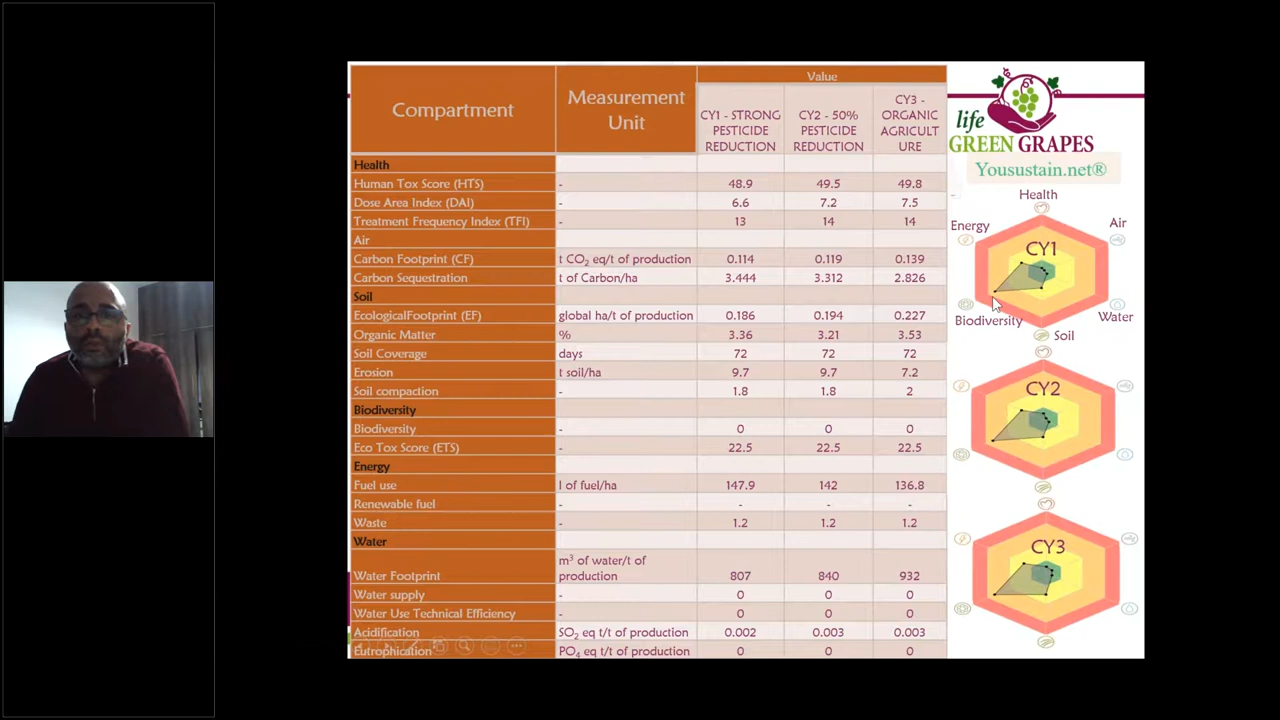 Compartment
Measurement
Unit
Value
CY1 - STRONG
PESTICIDE
REDUCTION
CY2 - 50%
PESTICIDE
REDUCTION
CY3 -
ORGANIC
AGRICULT
URE
Health
Human Tox Score (HTS) - 48.9 49.5 49.8
Dose Area Index (DAI) - 6.6 7.2 7.5
Treatment Frequency Index (TFI) - 13 14 14
Air
Carbon Footprint (CF) t CO2 eq/t of production 0.114 0.119 0.139
Carbon Sequestration t of Carbon/ha 3.444 3.312 2.826
Soil
EcologicalFootprint (EF) global ha/t of production 0.186 0.194 0.227
Organic Matter % 3.36 3.21 3.53
Soil Coverage days 72 72 72
Erosion t soil/ha 9.7 9.7 7.2
Soil compaction - 1.8 1.8 2
Biodiversity
Biodiversity - 0 0 0
Eco Tox Score (ETS) - 22.5 22.5 22.5
Energy
Fuel use l of fuel/ha 147.9 142 136.8
Renewable fuel - - - -
Waste - 1.2 1.2 1.2
Water
Water Footprint m3 of water/t of production 807 840 932
Water supply - 0 0 0
Water Use Technical Efficiency - 0 0 0
Acidification SO2 eq t/t of production 0.002 0.003 0.003
Eutrophication PO4 eq t/t of production 0 0 0
life
GREEN GRAPES
Yousustain.net®
Health
Energy
Air
CY1
Biodiversity
Water
Soil
CY2
CY3